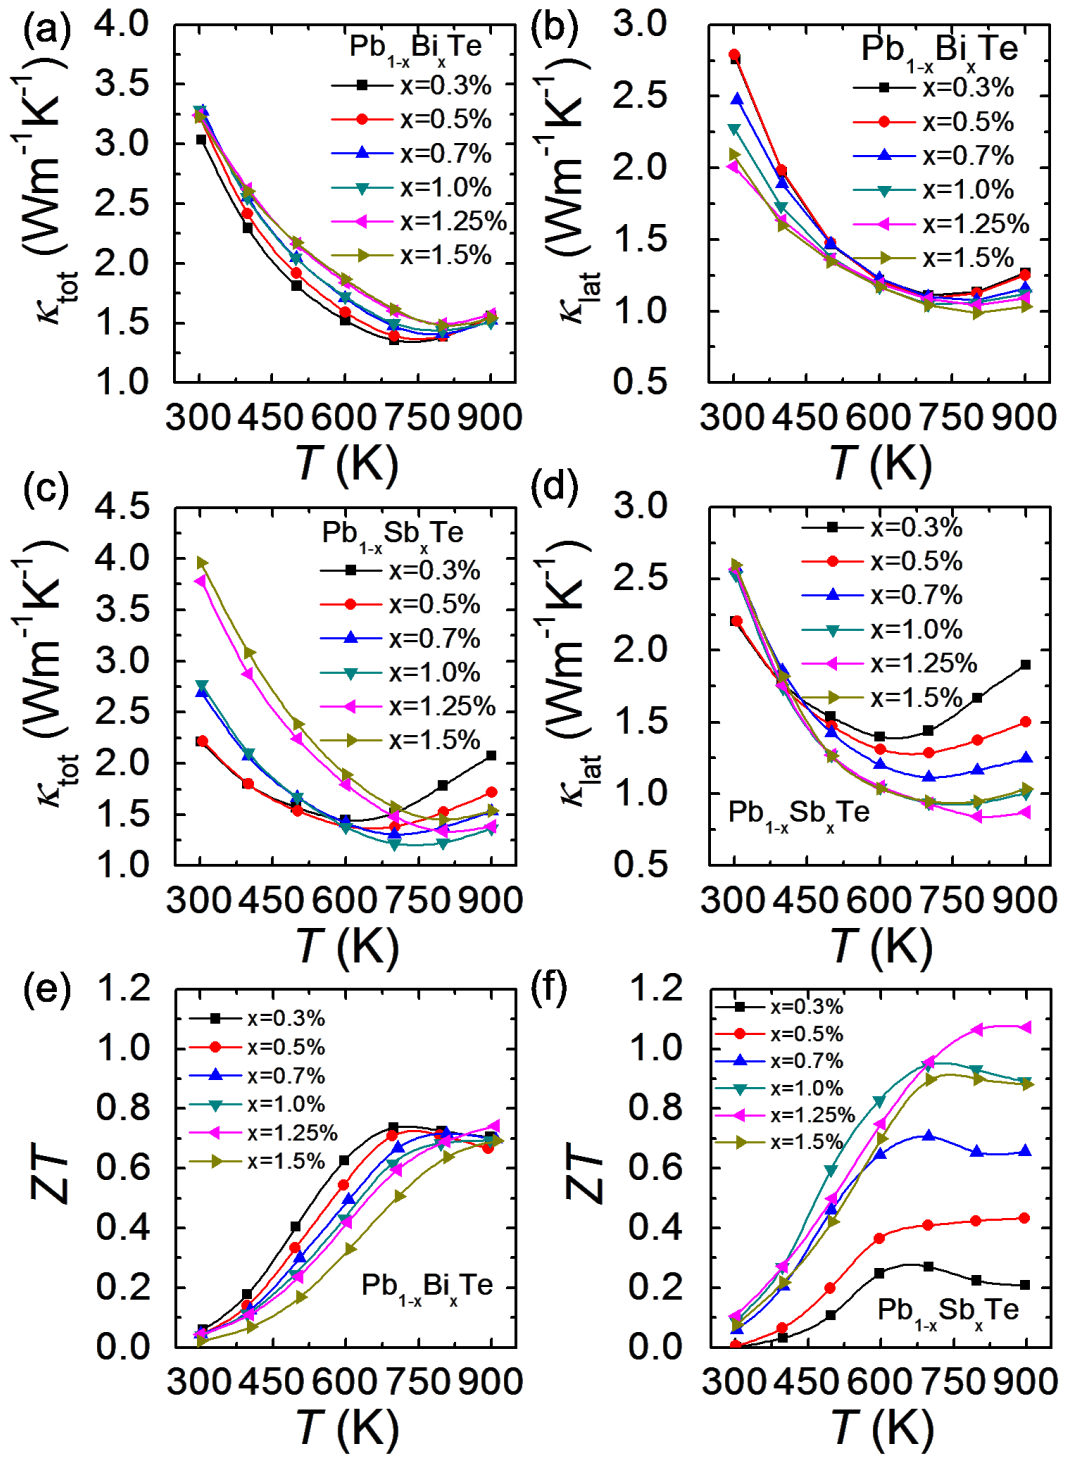 (a)
4.0
3.5
3.0
2.5
2.0
1.5
1.0
κtot (Wm⁻¹K⁻¹)
Pb1-xBixTe
x=0.3%
x=0.5%
x=0.7%
x=1.0%
x=1.25%
x=1.5%
300 450 600 750 900
T (K)
(b)
3.0
2.5
2.0
1.5
1.0
0.5
κlat (Wm⁻¹K⁻¹)
Pb1-xBixTe
x=0.3%
x=0.5%
x=0.7%
x=1.0%
x=1.25%
x=1.5%
300 450 600 750 900
T (K)
(c)
4.5
4.0
3.5
3.0
2.5
2.0
1.5
1.0
κtot (Wm⁻¹K⁻¹)
Pb1-xSbxTe
x=0.3%
x=0.5%
x=0.7%
x=1.0%
x=1.25%
x=1.5%
300 450 600 750 900
T (K)
(d)
3.0
2.5
2.0
1.5
1.0
0.5
κlat (Wm⁻¹K⁻¹)
x=0.3%
x=0.5%
x=0.7%
x=1.0%
x=1.25%
x=1.5%
Pb1-xSbxTe
300 450 600 750 900
T (K)
(e)
1.2
1.0
0.8
0.6
0.4
0.2
0.0
ZT
x=0.3%
x=0.5%
x=0.7%
x=1.0%
x=1.25%
x=1.5%
Pb1-xBixTe
300 450 600 750 900
T (K)
(f)
1.2
1.0
0.8
0.6
0.4
0.2
0.0
ZT
x=0.3%
x=0.5%
x=0.7%
x=1.0%
x=1.25%
x=1.5%
Pb1-xSbxTe
300 450 600 750 900
T (K)